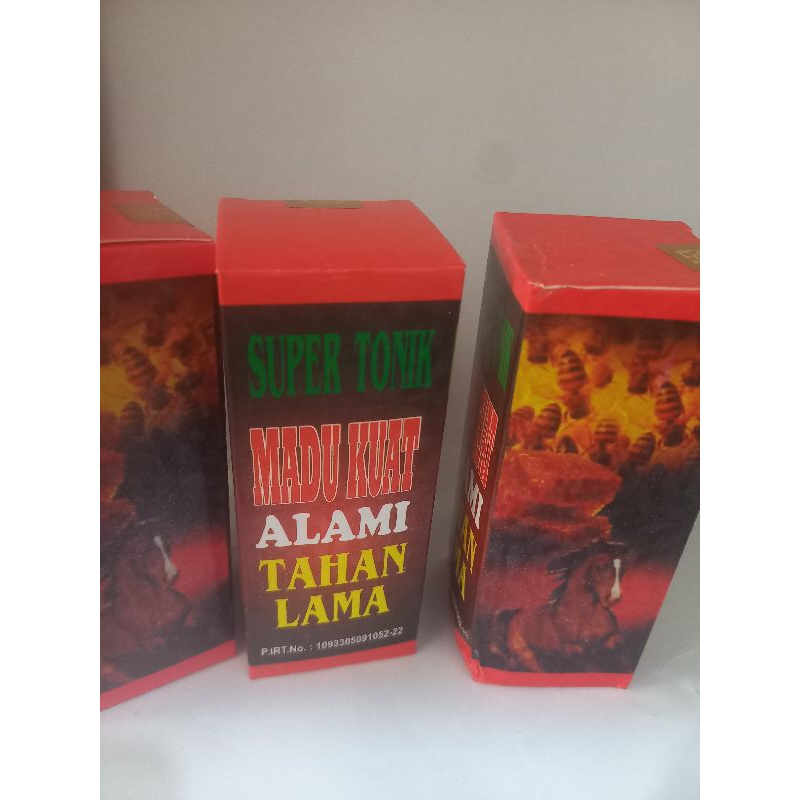 SUPER TONIK
MADU KUAT
ALAMI
TAHAN
LAMA
P.IRT.No. : 1093305091052-22